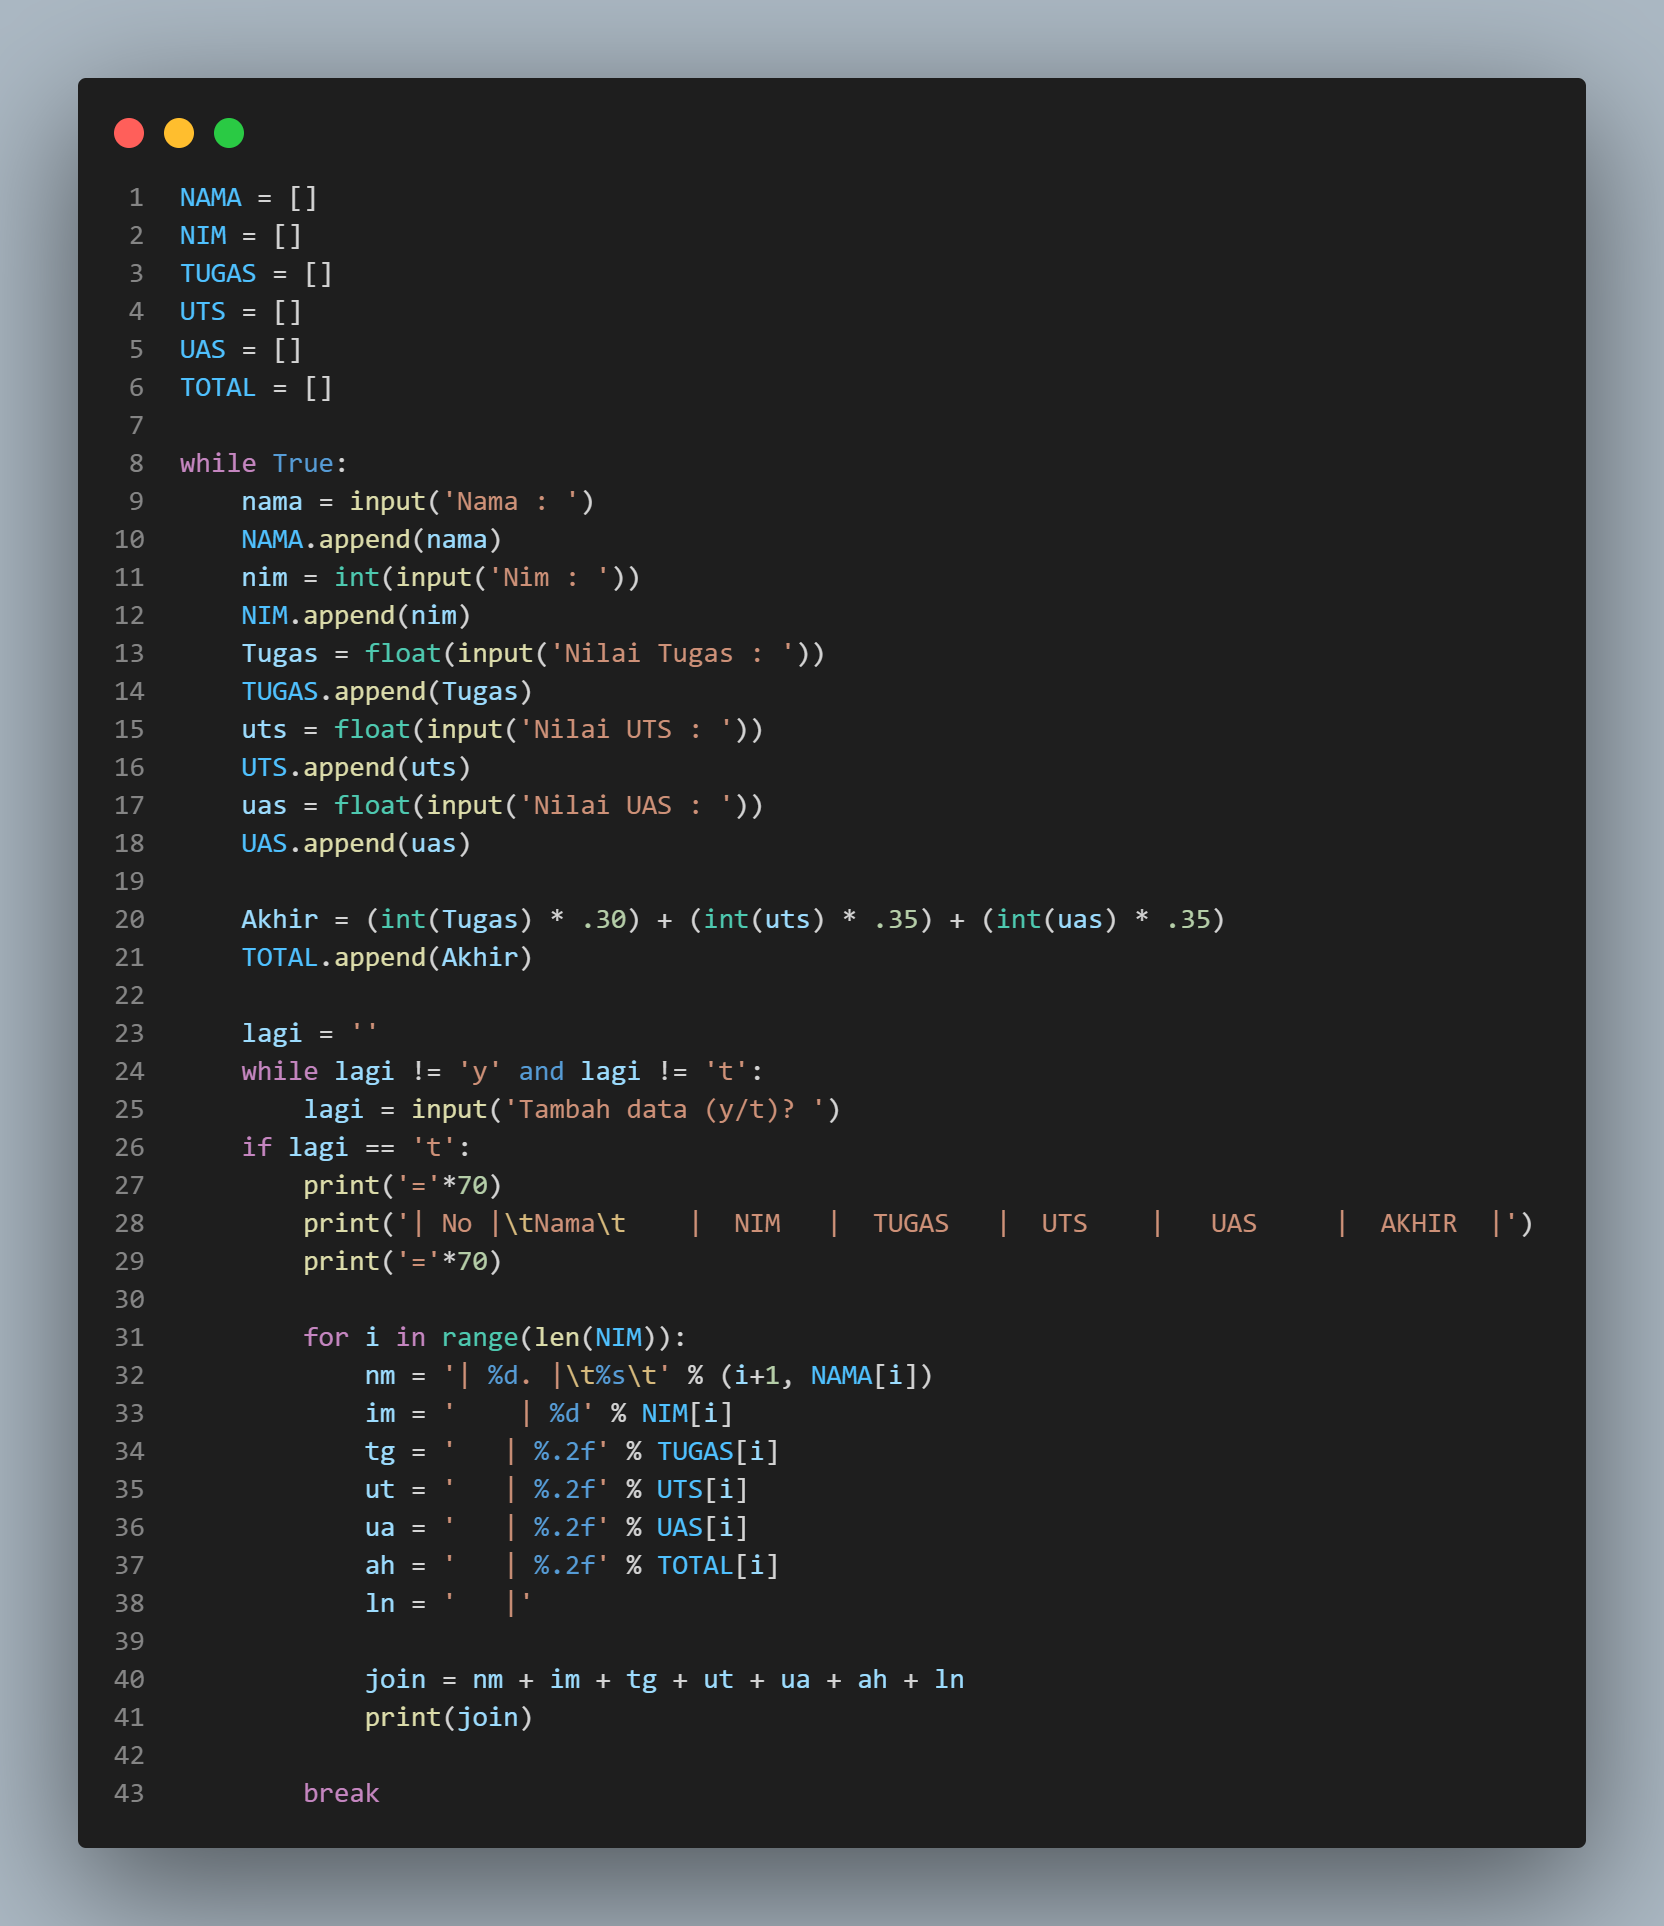 1 NAMA = []
2 NIM = []
3 TUGAS = []
4 UTS = []
5 UAS = []
6 TOTAL = []
7
8 while True:
9     nama = input('Nama : ')
10     NAMA.append(nama)
11     nim = int(input('Nim : '))
12     NIM.append(nim)
13     Tugas = float(input('Nilai Tugas : '))
14     TUGAS.append(Tugas)
15     uts = float(input('Nilai UTS : '))
16     UTS.append(uts)
17     uas = float(input('Nilai UAS : '))
18     UAS.append(uas)
19
20     Akhir = (int(Tugas) * .30) + (int(uts) * .35) + (int(uas) * .35)
21     TOTAL.append(Akhir)
22
23     lagi = ''
24     while lagi != 'y' and lagi != 't':
25         lagi = input('Tambah data (y/t)? ')
26     if lagi == 't':
27         print('='*70)
28         print('| No |\tNama\t    |  NIM   |  TUGAS   |  UTS    |   UAS     |  AKHIR  |')
29         print('='*70)
30
31         for i in range(len(NIM)):
32             nm = '| %d. |\t%s\t' % (i+1, NAMA[i])
33             im = '    | %d' % NIM[i]
34             tg = '   | %.2f' % TUGAS[i]
35             ut = '   | %.2f' % UTS[i]
36             ua = '   | %.2f' % UAS[i]
37             ah = '   | %.2f' % TOTAL[i]
38             ln = '   |'
39
40             join = nm + im + tg + ut + ua + ah + ln
41             print(join)
42
43         break